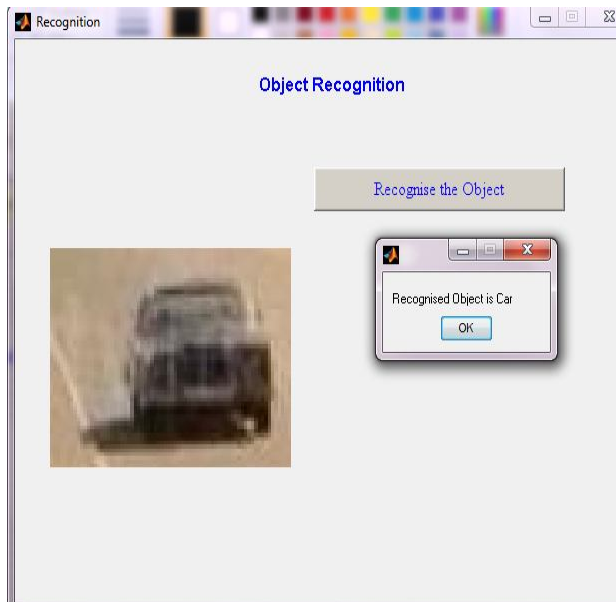 Recognition
Object Recognition
Recognise the Object
Recognised Object is Car
OK